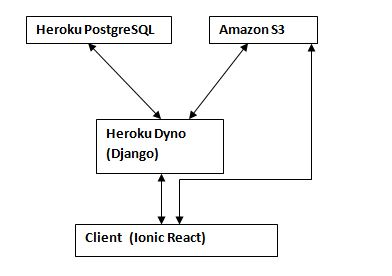 Heroku PostgreSQL
Amazon S3
Heroku Dyno
(Django)
Client (Ionic React)